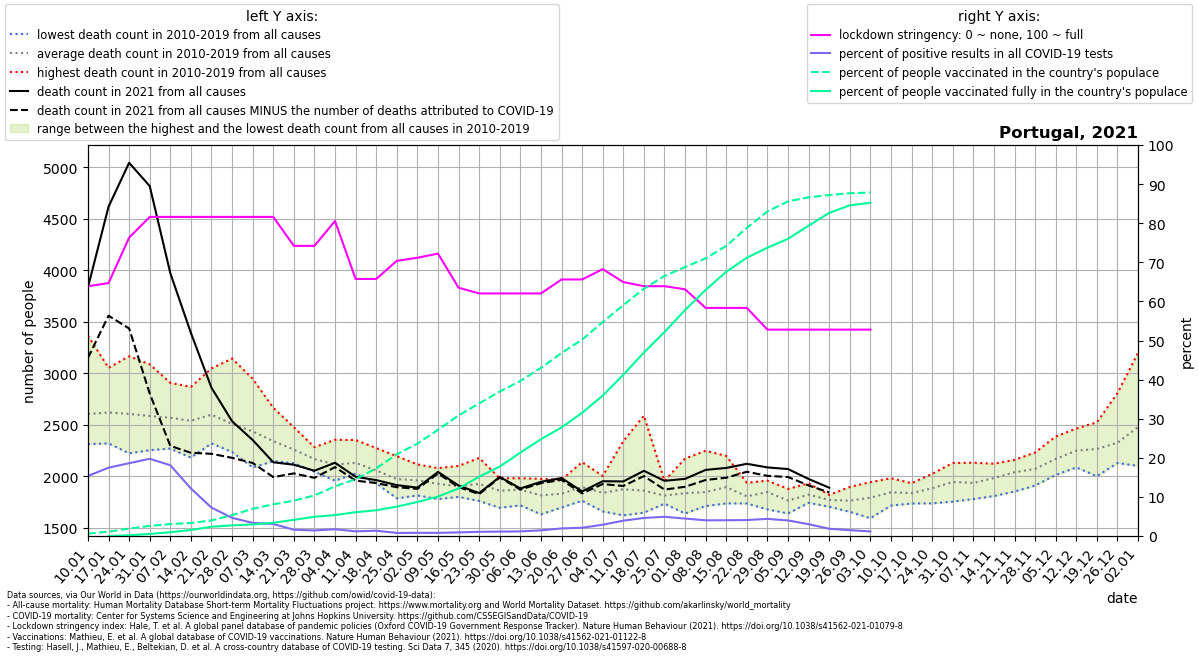 left Y axis:
lowest death count in 2010-2019 from all causes
average death count in 2010-2019 from all causes
highest death count in 2010-2019 from all causes
death count in 2021 from all causes
death count in 2021 from all causes MINUS the number of deaths attributed to COVID-19
range between the highest and the lowest death count from all causes in 2010-2019
right Y axis:
lockdown stringency: 0 ~ none, 100 ~ full
percent of positive results in all COVID-19 tests
percent of people vaccinated in the country's populace
percent of people vaccinated fully in the country's populace
Portugal, 2021
number of people
5000
4500
4000
3500
3000
2500
2000
1500
100
90
80
70
60
50
40
30
20
10
0
percent
10.01 17.01 24.01 31.01 07.02 14.02 21.02 28.02 07.03 14.03 21.03 28.03 04.04 11.04 18.04 25.04 02.05 09.05 16.05 23.05 30.05 06.06 13.06 20.06 27.06 04.07 11.07 18.07 25.07 01.08 08.08 15.08 22.08 29.08 05.09 12.09 19.09 26.09 03.10 10.10 17.10 24.10 31.10 07.11 14.11 21.11 28.11 05.12 12.12 19.12 26.12 02.01
date
Data sources, via Our World in Data (https://ourworldindata.org, https://github.com/owid/covid-19-data):
- All-cause mortality: Human Mortality Database Short-term Mortality Fluctuations project. https://www.mortality.org and World Mortality Dataset. https://github.com/akarlinsky/world_mortality
- COVID-19 mortality: Center for Systems Science and Engineering at Johns Hopkins University. https://github.com/CSSEGISandData/COVID-19
- Lockdown stringency index: Hale, T. et al. A global panel database of pandemic policies (Oxford COVID-19 Government Response Tracker). Nature Human Behaviour (2021). https://doi.org/10.1038/s41562-021-01079-8
- Vaccinations: Mathieu, E. et al. A global database of COVID-19 vaccinations. Nature Human Behaviour (2021). https://doi.org/10.1038/s41562-021-01122-8
- Testing: Hasell, J., Mathieu, E., Beltekian, D. et al. A cross-country database of COVID-19 testing. Sci Data 7, 345 (2020). https://doi.org/10.1038/s41597-020-00688-8